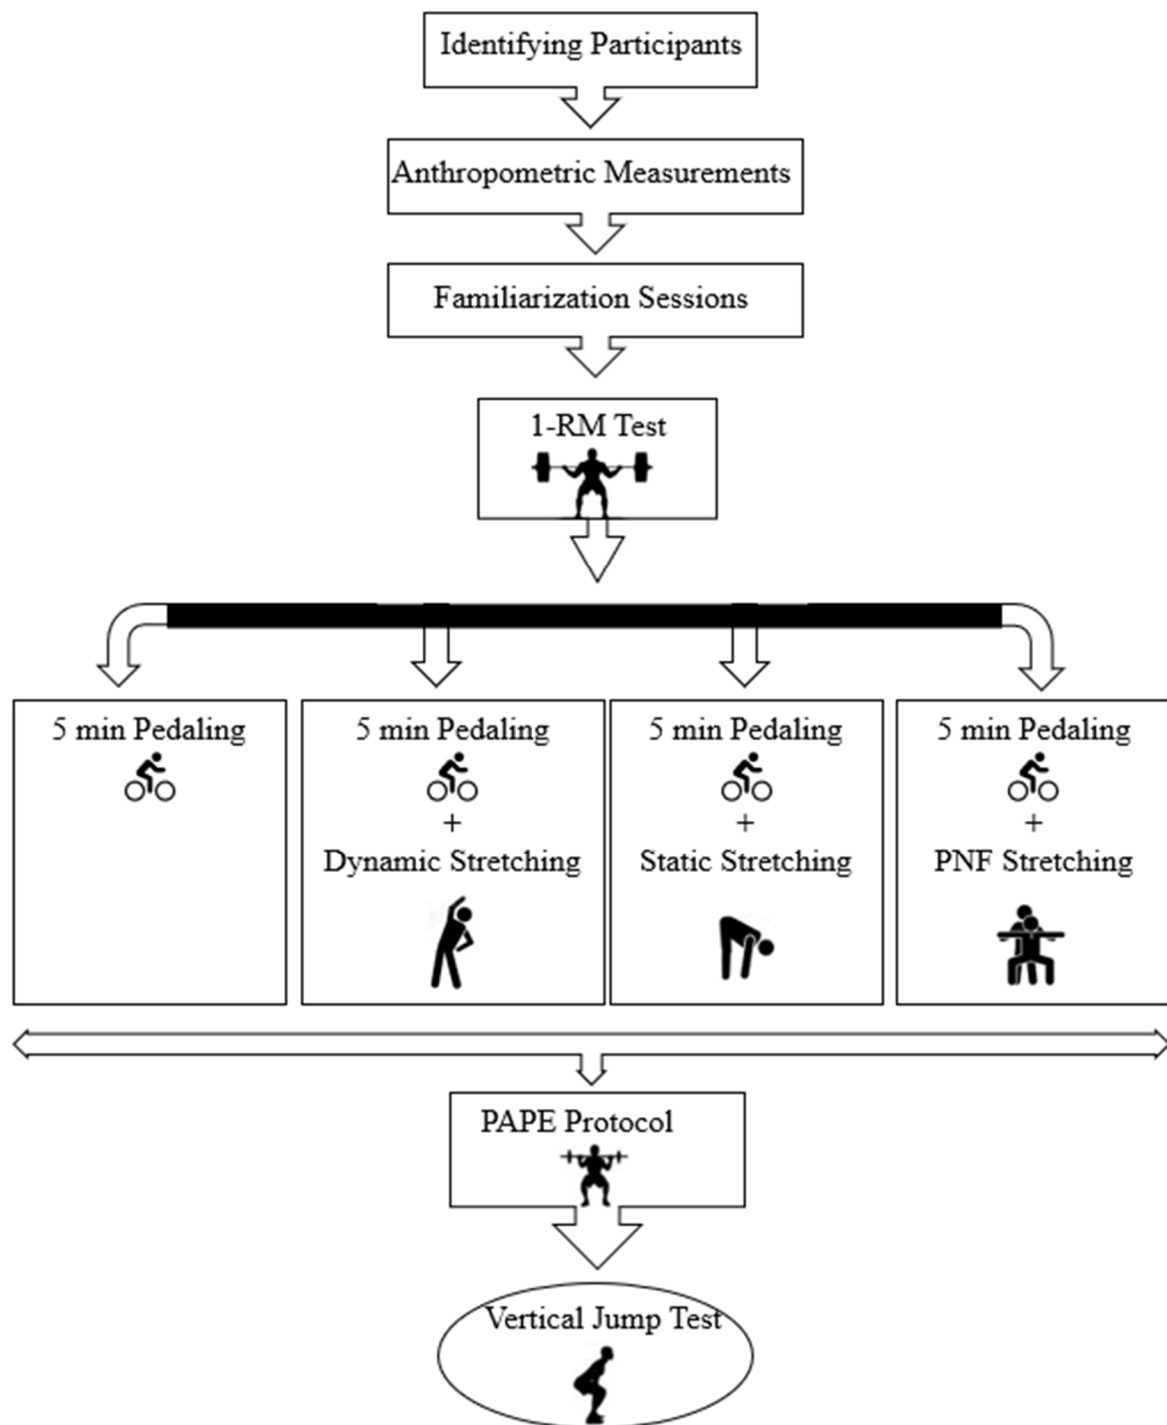 Identifying Participants
Anthropometric Measurements
Familiarization Sessions
1-RM Test
5 min Pedaling
5 min Pedaling
+
Dynamic Stretching
5 min Pedaling
+
Static Stretching
5 min Pedaling
+
PNF Stretching
PAPE Protocol
Vertical Jump Test